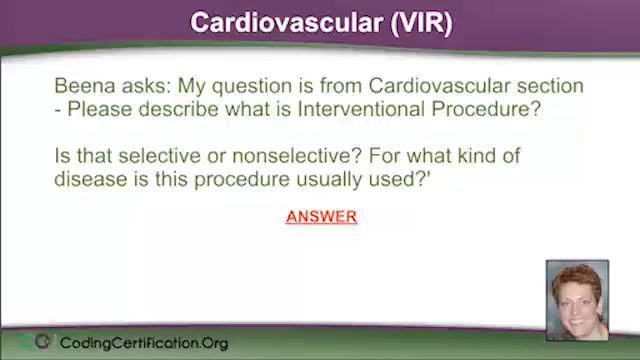 Cardiovascular (VIR)
Beena asks: My question is from Cardiovascular section
- Please describe what is Interventional Procedure?
Is that selective or nonselective? For what kind of
disease is this procedure usually used?'
ANSWER
CodingCertification.Org